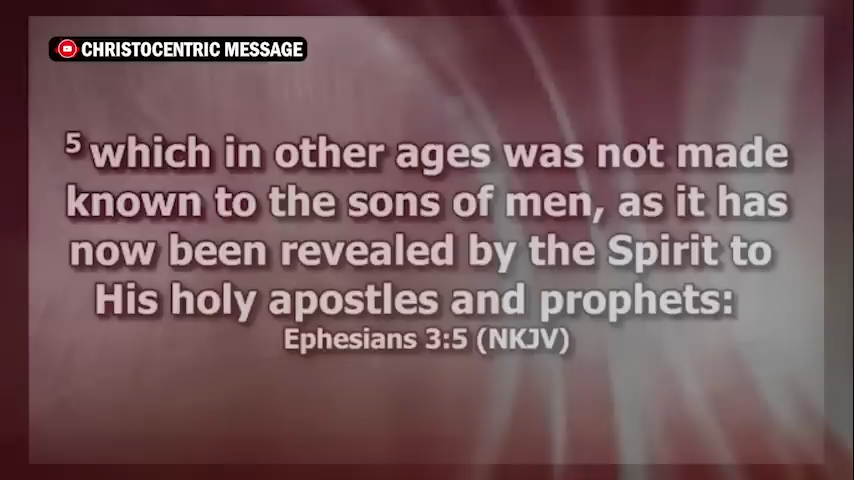 CHRISTOCENTRIC MESSAGE
5 which in other ages was not made
known to the sons of men, as it has
now been revealed by the Spirit to
His holy apostles and prophets:
Ephesians 3:5 (NKJV)